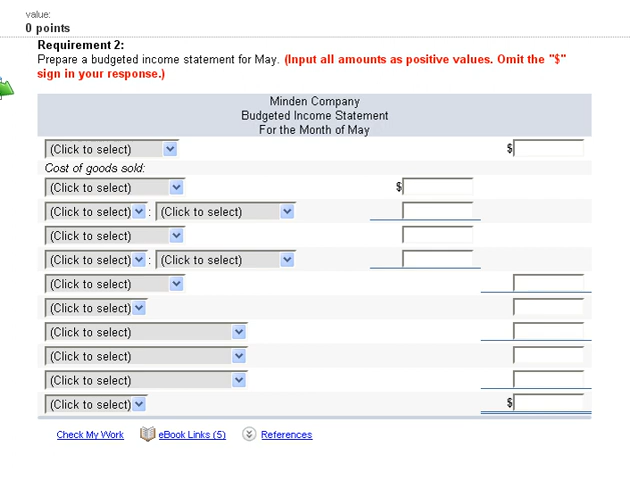 value:
0 points
Requirement 2:
Prepare a budgeted income statement for May. (Input all amounts as positive values. Omit the "$"
sign in your response.)
Minden Company
Budgeted Income Statement
For the Month of May
(Click to select) $
Cost of goods sold:
(Click to select) $
(Click to select) : (Click to select)
(Click to select)
(Click to select) : (Click to select)
(Click to select)
(Click to select)
(Click to select)
(Click to select)
(Click to select)
(Click to select) $
Check My Work eBook Links (5) References